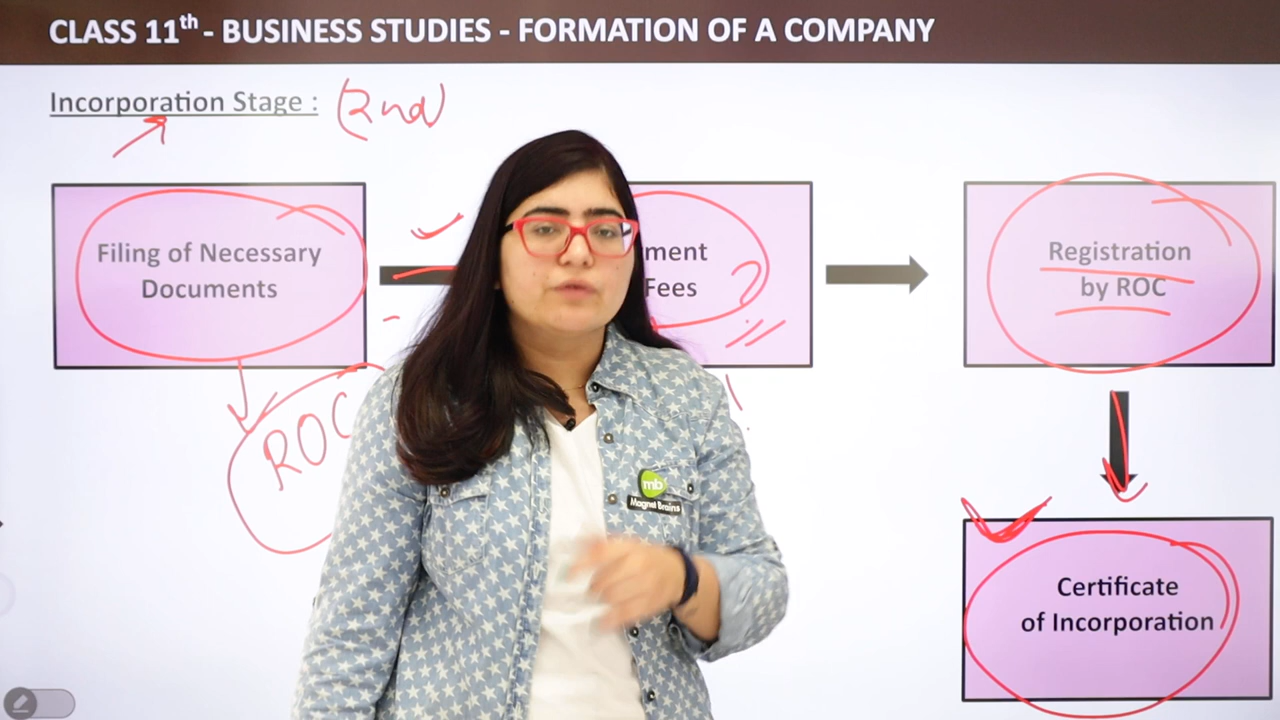 CLASS 11th - BUSINESS STUDIES - FORMATION OF A COMPANY
Incorporation Stage : (2nd)
Filing of Necessary
Documents
ment
Fees
?
Registration
by ROC
ROC
mb
Magnet Brains
Certificate
of Incorporation